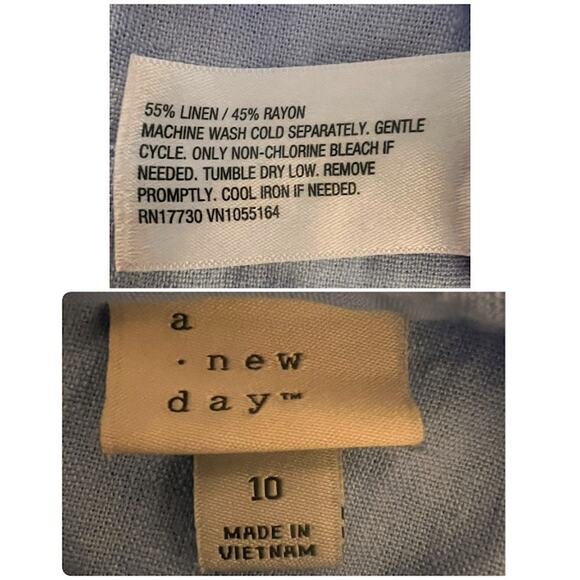 55% LINEN / 45% RAYON
MACHINE WASH COLD SEPARATELY. GENTLE
CYCLE. ONLY NON-CHLORINE BLEACH IF
NEEDED. TUMBLE DRY LOW. REMOVE
PROMPTLY. COOL IRON IF NEEDED.
RN17730 VN1055164
a
· new
day™
10
MADE IN
VIETNAM